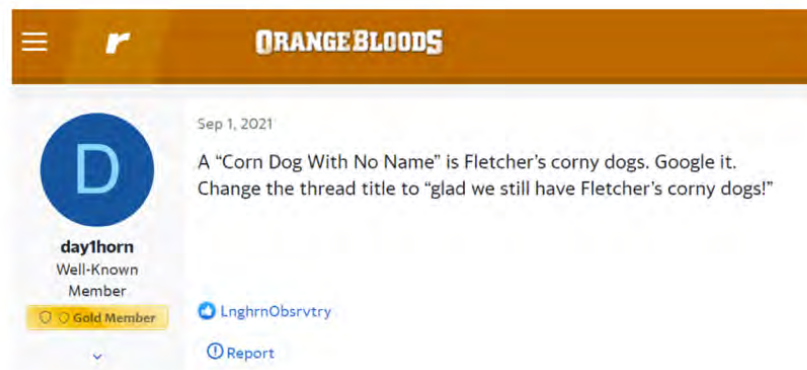 r
ORANGEBLOODS
Sep 1, 2021
A “Corn Dog With No Name” is Fletcher’s corny dogs. Google it.
Change the thread title to “glad we still have Fletcher’s corny dogs!”
D
day1horn
Well-Known
Member
Gold Member
LnghrnObsrvtry
Report